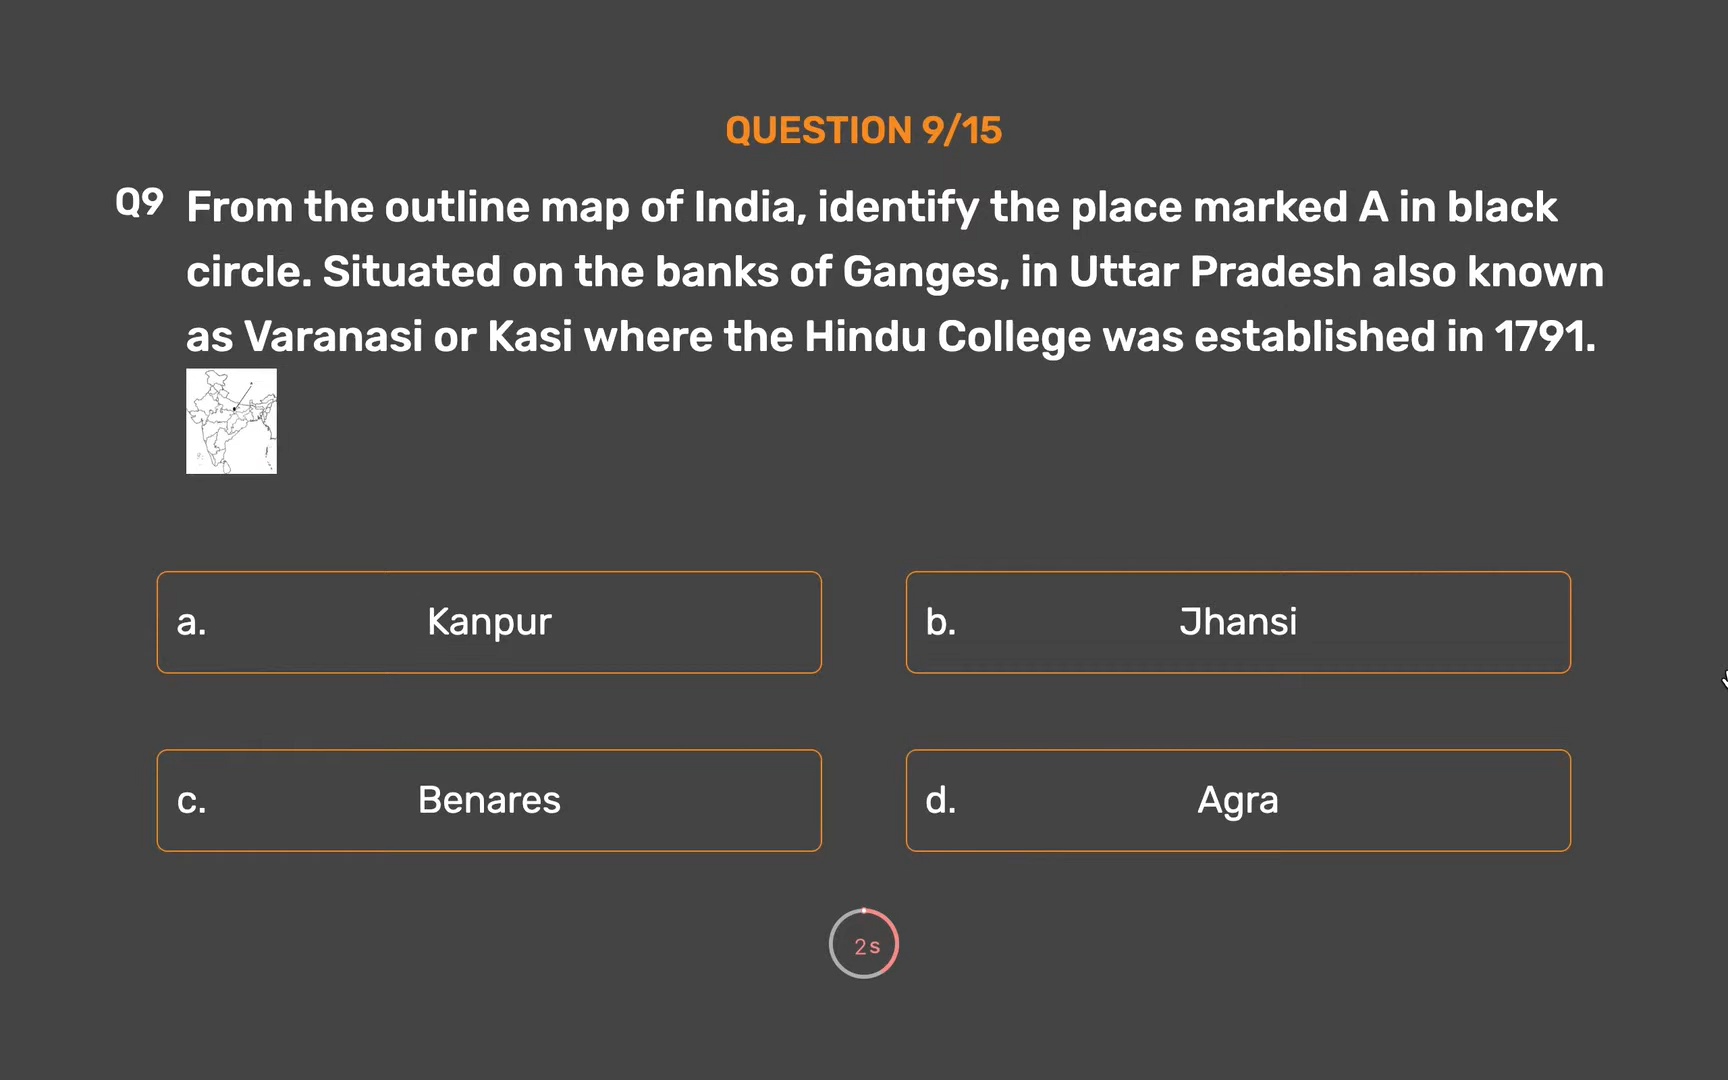 QUESTION 9/15
Q9 From the outline map of India, identify the place marked A in black
circle. Situated on the banks of Ganges, in Uttar Pradesh also known
as Varanasi or Kasi where the Hindu College was established in 1791.
a. Kanpur
b. Jhansi
c. Benares
d. Agra
2s